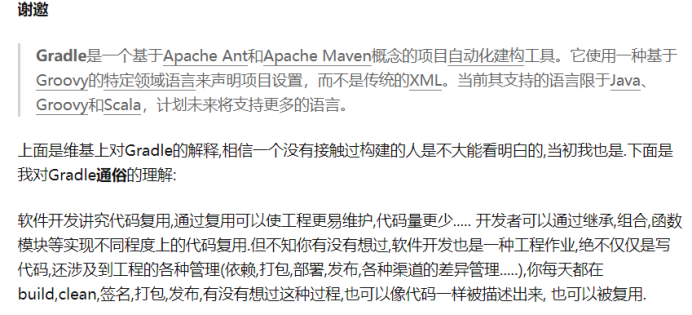 谢邀
Gradle是一个基于Apache Ant和Apache Maven概念的项目自动化建构工具。它使用一种基于
Groovy的特定领域语言来声明项目设置，而不是传统的XML。当前其支持的语言限于Java、
Groovy和Scala，计划未来将支持更多的语言。
上面是维基上对Gradle的解释,相信一个没有接触过构建的人是不大能看明白的,当初我也是.下面是
我对Gradle通俗的理解:
软件开发讲究代码复用,通过复用可以使工程更易维护,代码量更少..... 开发者可以通过继承,组合,函数
模块等实现不同程度上的代码复用.但不知你有没有想过,软件开发也是一种工程作业,绝不仅仅是写
代码,还涉及到工程的各种管理(依赖,打包,部署,发布,各种渠道的差异管理.....),你每天都在
build,clean,签名,打包,发布,有没有想过这种过程,也可以像代码一样被描述出来, 也可以被复用.